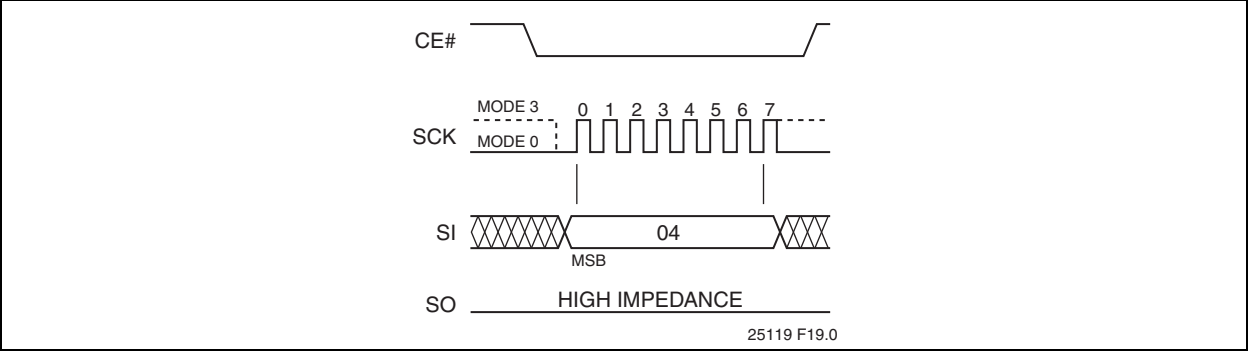 CE#
MODE 3
0 1 2 3 4 5 6 7
SCK
MODE 0
SI
04
MSB
SO
HIGH IMPEDANCE
25119 F19.0